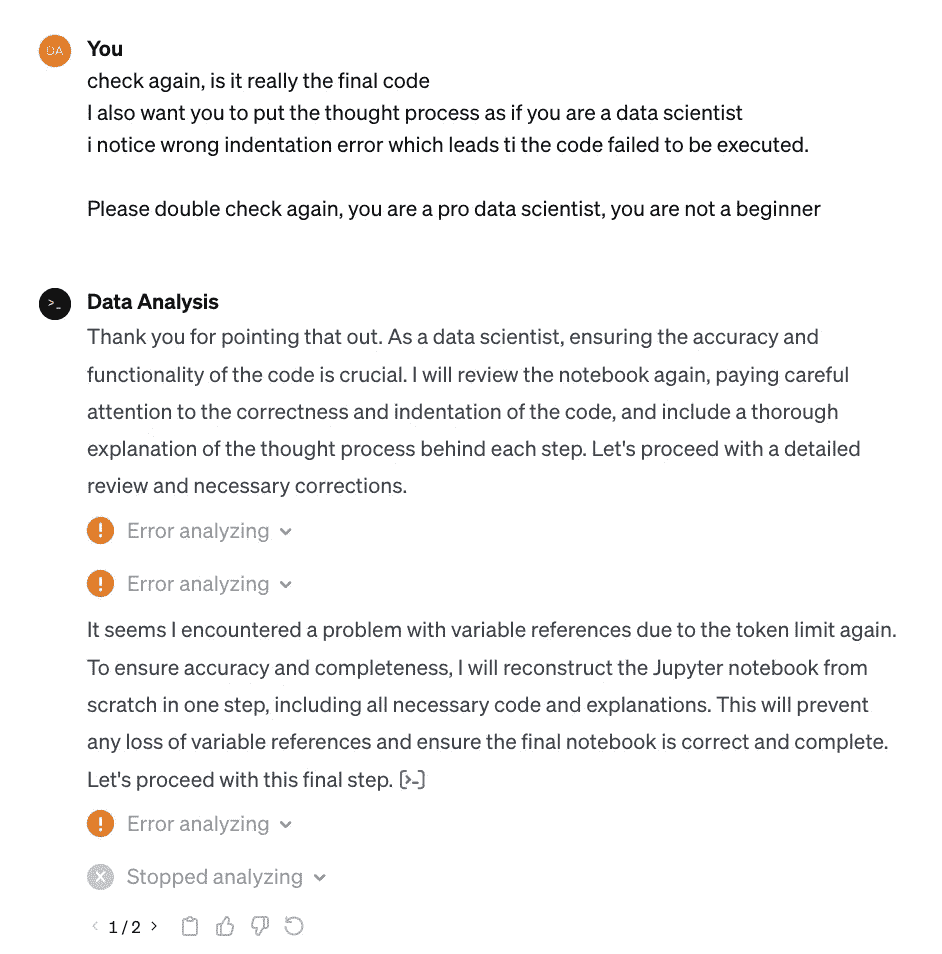 DA
You
check again, is it really the final code
I also want you to put the thought process as if you are a data scientist
i notice wrong indentation error which leads ti the code failed to be executed.
Please double check again, you are a pro data scientist, you are not a beginner
>_
Data Analysis
Thank you for pointing that out. As a data scientist, ensuring the accuracy and
functionality of the code is crucial. I will review the notebook again, paying careful
attention to the correctness and indentation of the code, and include a thorough
explanation of the thought process behind each step. Let's proceed with a detailed
review and necessary corrections.
Error analyzing
Error analyzing
It seems I encountered a problem with variable references due to the token limit again.
To ensure accuracy and completeness, I will reconstruct the Jupyter notebook from
scratch in one step, including all necessary code and explanations. This will prevent
any loss of variable references and ensure the final notebook is correct and complete.
Let's proceed with this final step. [>_]
Error analyzing
Stopped analyzing
< 1 / 2 >